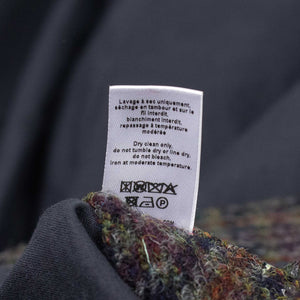 Lavage à sec uniquement,
séchage en tambour et sur le
fil interdit,
blanchiment interdit,
repassage à température
modérée
Dry clean only,
do not tumble dry or line dry,
do not bleach,
iron at moderate temperature.
P